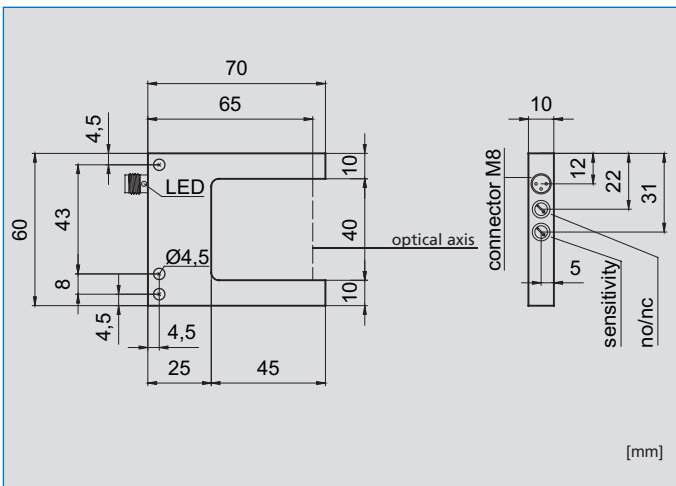 70
65
4,5
10
LED
60
43
40
optical axis
Ø4,5
8
10
4,5
4,5
25
45
10
connector M8
12
22
31
5
sensitivity
no/nc
[mm]